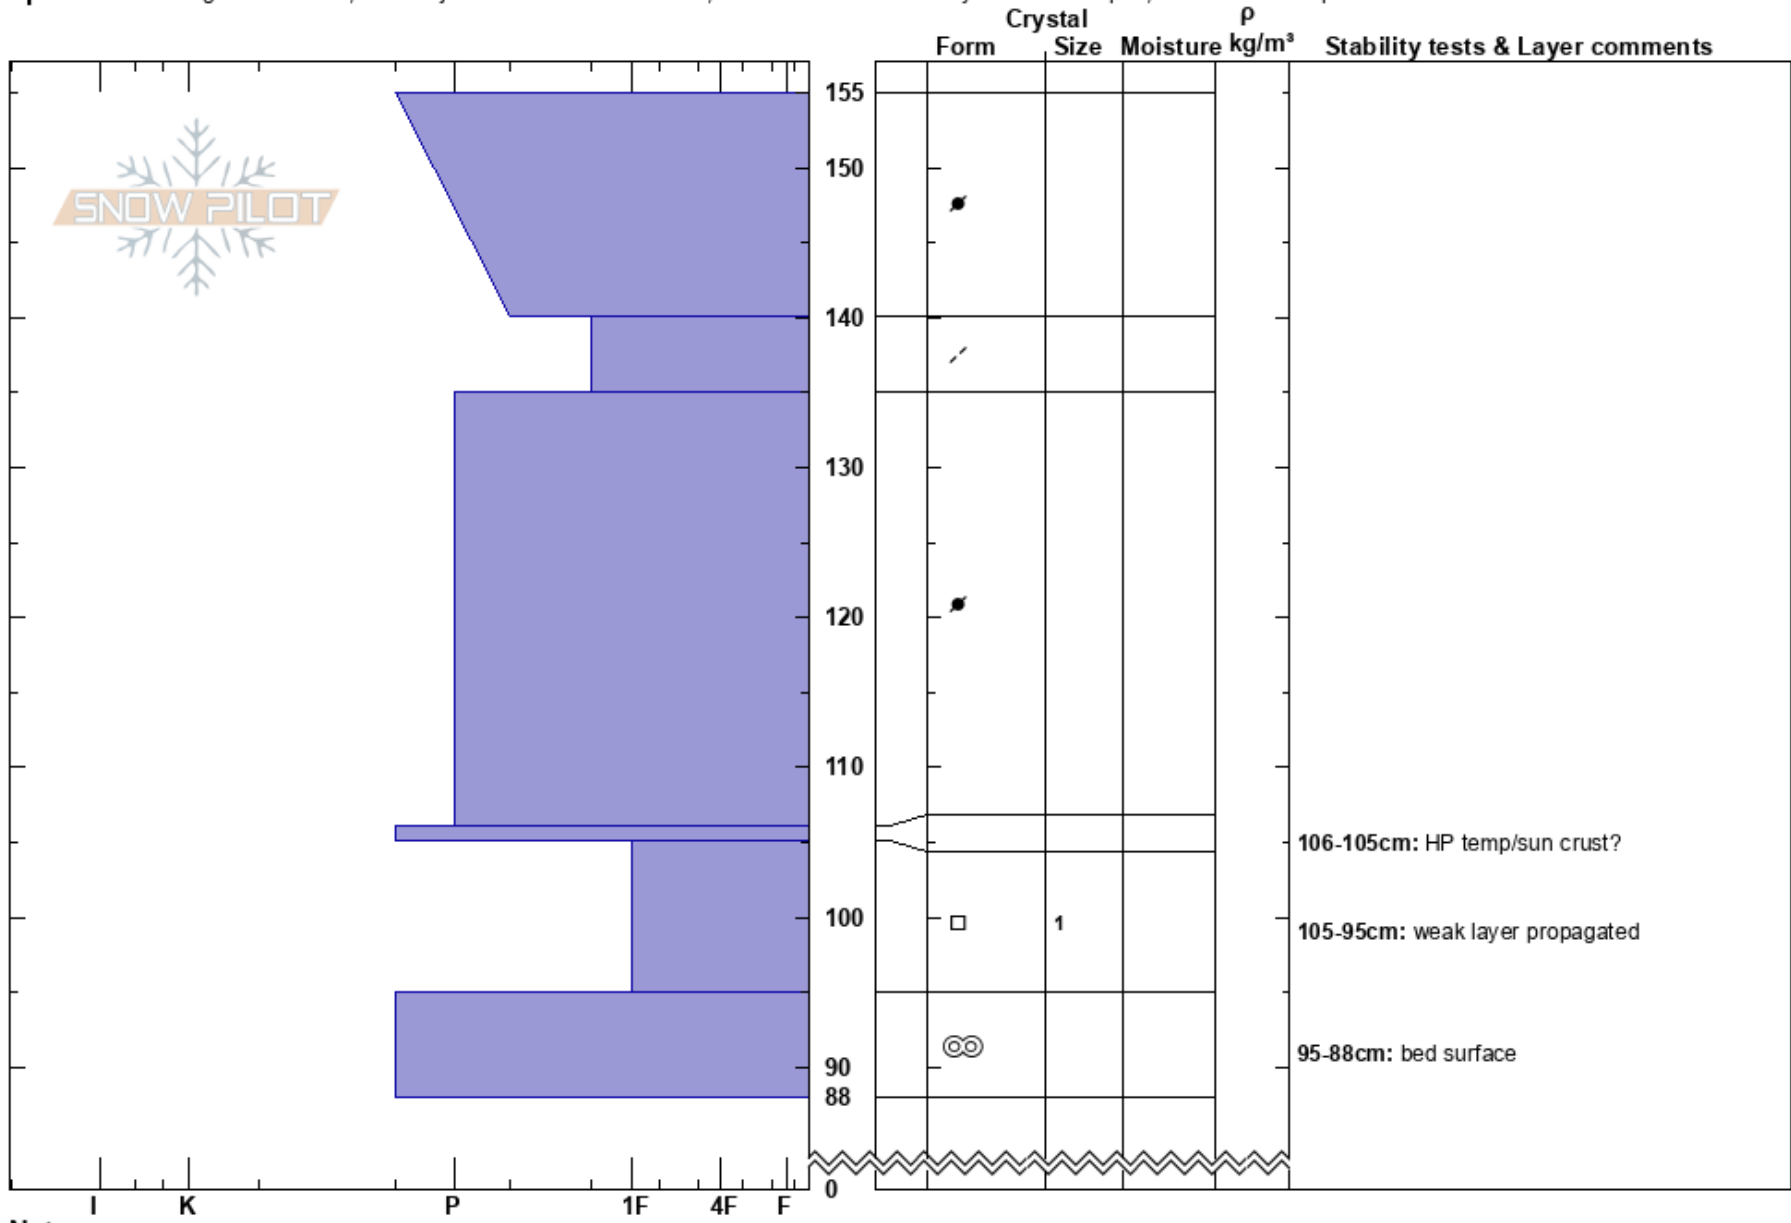 Crystal
ρ
Form Size Moisture kg/m³ Stability tests & Layer comments
155
150
SNOW PILOT
140
130
120
110
106-105cm: HP temp/sun crust?
100
1
105-95cm: weak layer propagated
90
95-88cm: bed surface
88
0
I K P 1F 4F F